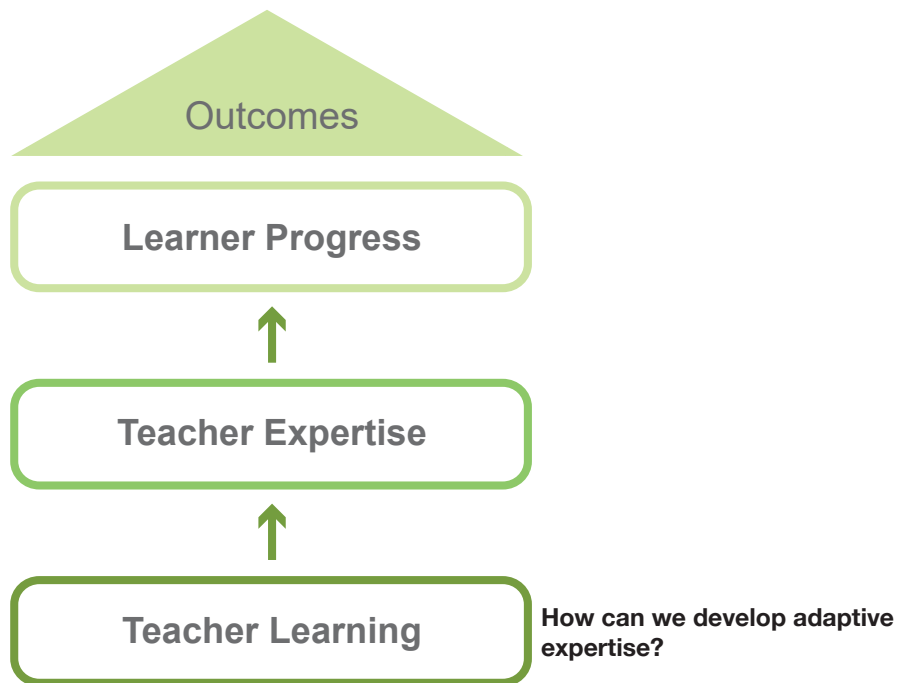 Outcomes
Learner Progress
Teacher Expertise
Teacher Learning
How can we develop adaptive
expertise?